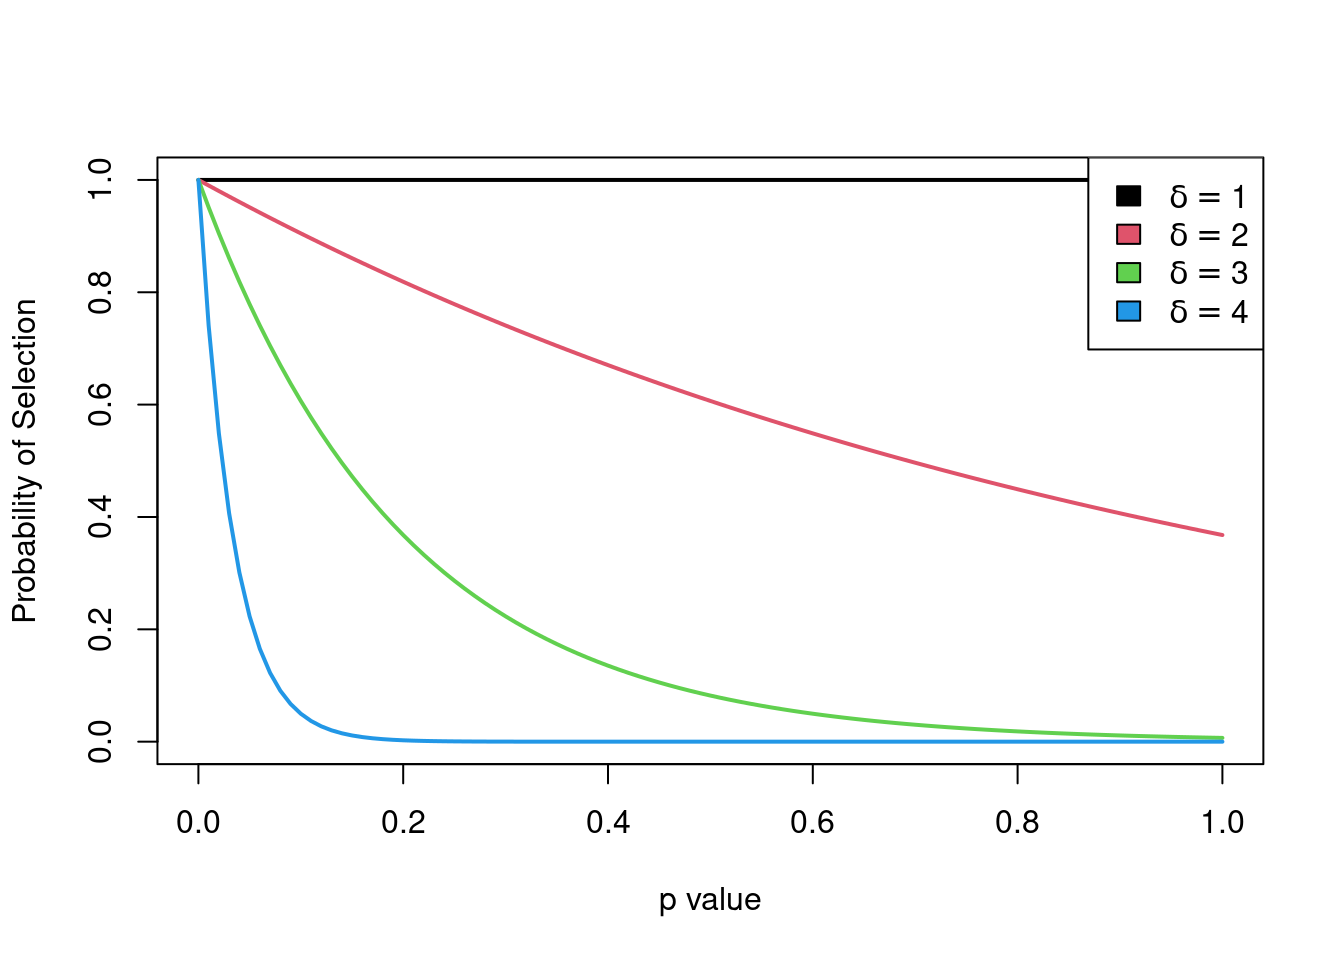 δ = 1
δ = 2
δ = 3
δ = 4
Probability of Selection
1.0
0.8
0.6
0.4
0.2
0.0
0.0 0.2 0.4 0.6 0.8 1.0
p value